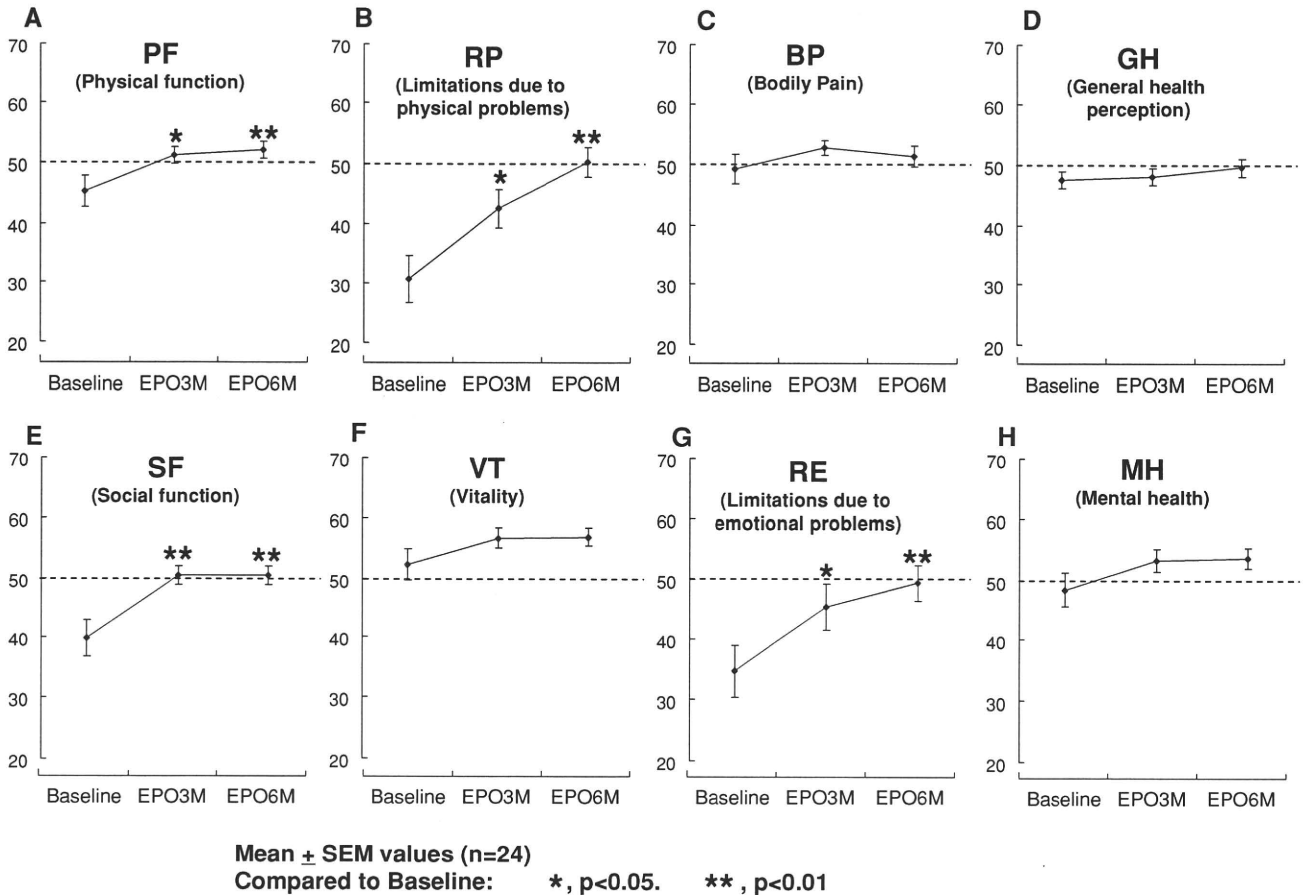 A
PF
(Physical function)
70
60
50
40
30
20
Baseline EPO3M EPO6M
* **
B
RP
(Limitations due to
physical problems)
70
60
50
40
30
20
Baseline EPO3M EPO6M
* **
C
BP
(Bodily Pain)
70
60
50
40
30
20
Baseline EPO3M EPO6M
D
GH
(General health
perception)
70
60
50
40
30
20
Baseline EPO3M EPO6M
E
SF
(Social function)
70
60
50
40
30
20
Baseline EPO3M EPO6M
** **
F
VT
(Vitality)
70
60
50
40
30
20
Baseline EPO3M EPO6M
G
RE
(Limitations due to
emotional problems)
70
60
50
40
30
20
Baseline EPO3M EPO6M
* **
H
MH
(Mental health)
70
60
50
40
30
20
Baseline EPO3M EPO6M
Mean ± SEM values (n=24)
Compared to Baseline: *, p<0.05. **, p<0.01